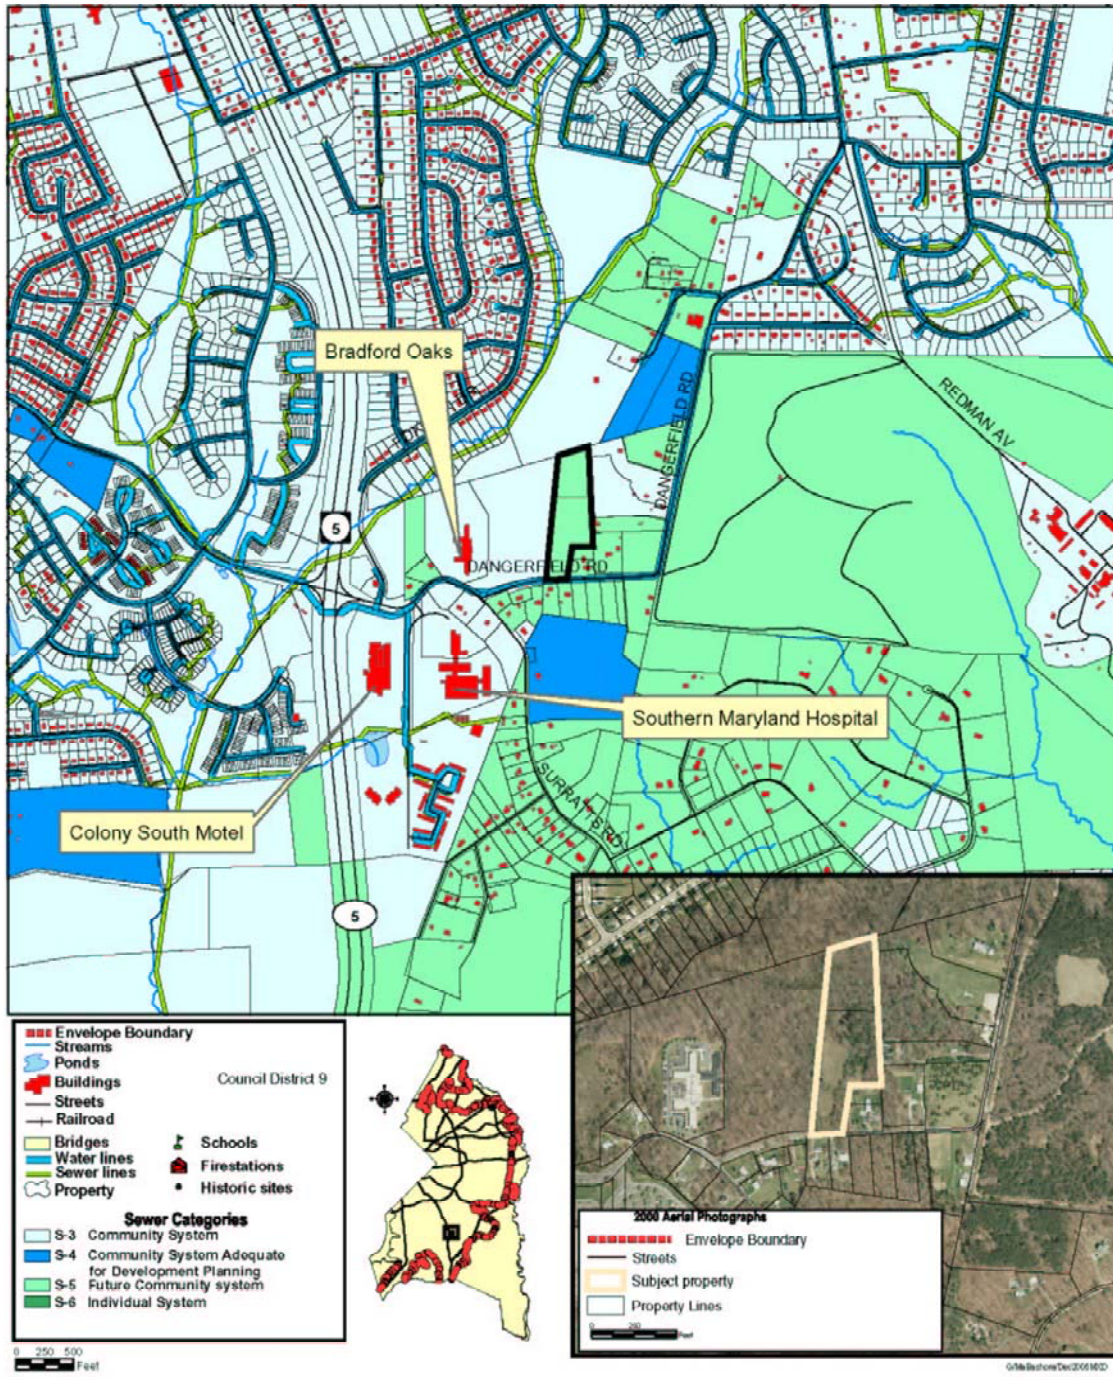 Bradford Oaks
DANGERFIELD RD
REDMAN AV
5
DANGERFIELD RD
Southern Maryland Hospital
SURRATTS RD
Colony South Motel
5
Envelope Boundary
Streams
Ponds
Buildings
Council District 9
Streets
Railroad
Bridges
Schools
Water lines
Firestations
Sewer lines
Property
Historic sites
Sewer Categories
S-3 Community System
S-4 Community System Adequate
for Development Planning
S-5 Future Community system
S-6 Individual System
0 250 500
Feet
2000 Aerial Photographs
Envelope Boundary
Streets
Subject property
Property Lines
0 250
Feet